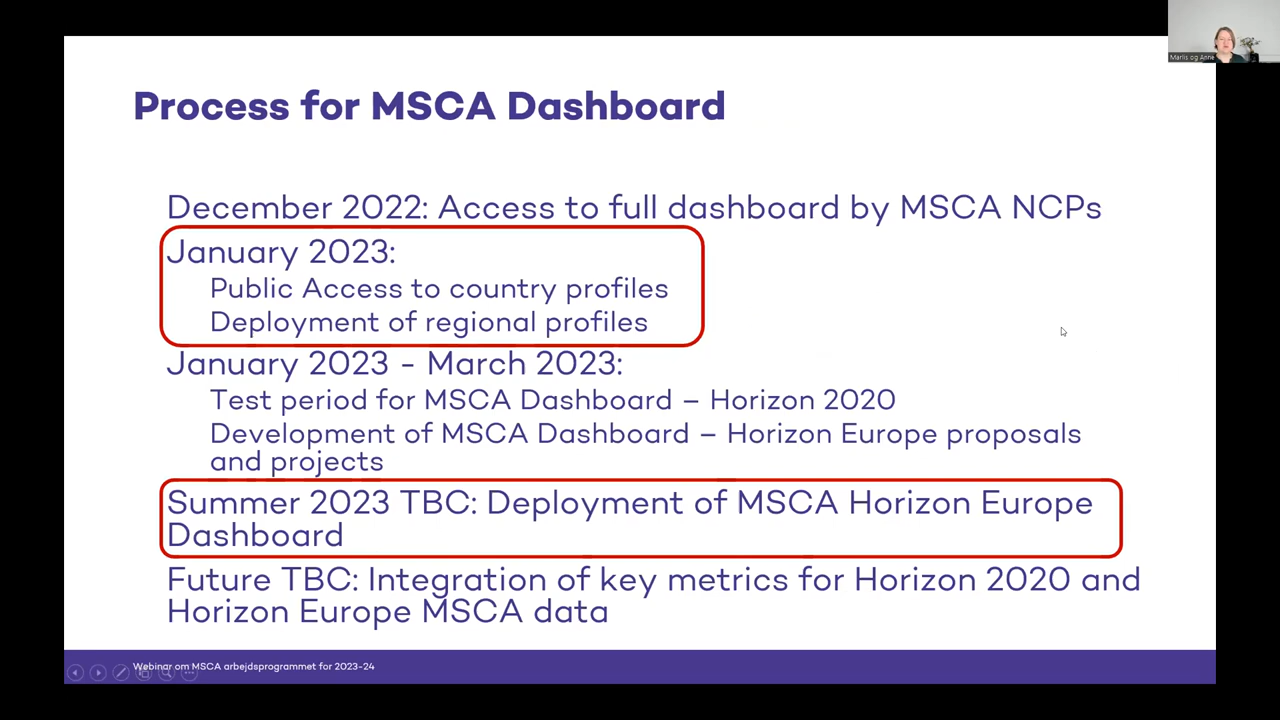 Marlis og Anne
Process for MSCA Dashboard
December 2022: Access to full dashboard by MSCA NCPs
January 2023:
Public Access to country profiles
Deployment of regional profiles
January 2023 - March 2023:
Test period for MSCA Dashboard – Horizon 2020
Development of MSCA Dashboard – Horizon Europe proposals
and projects
Summer 2023 TBC: Deployment of MSCA Horizon Europe
Dashboard
Future TBC: Integration of key metrics for Horizon 2020 and
Horizon Europe MSCA data
Webinar om MSCA arbejdsprogrammet for 2023-24